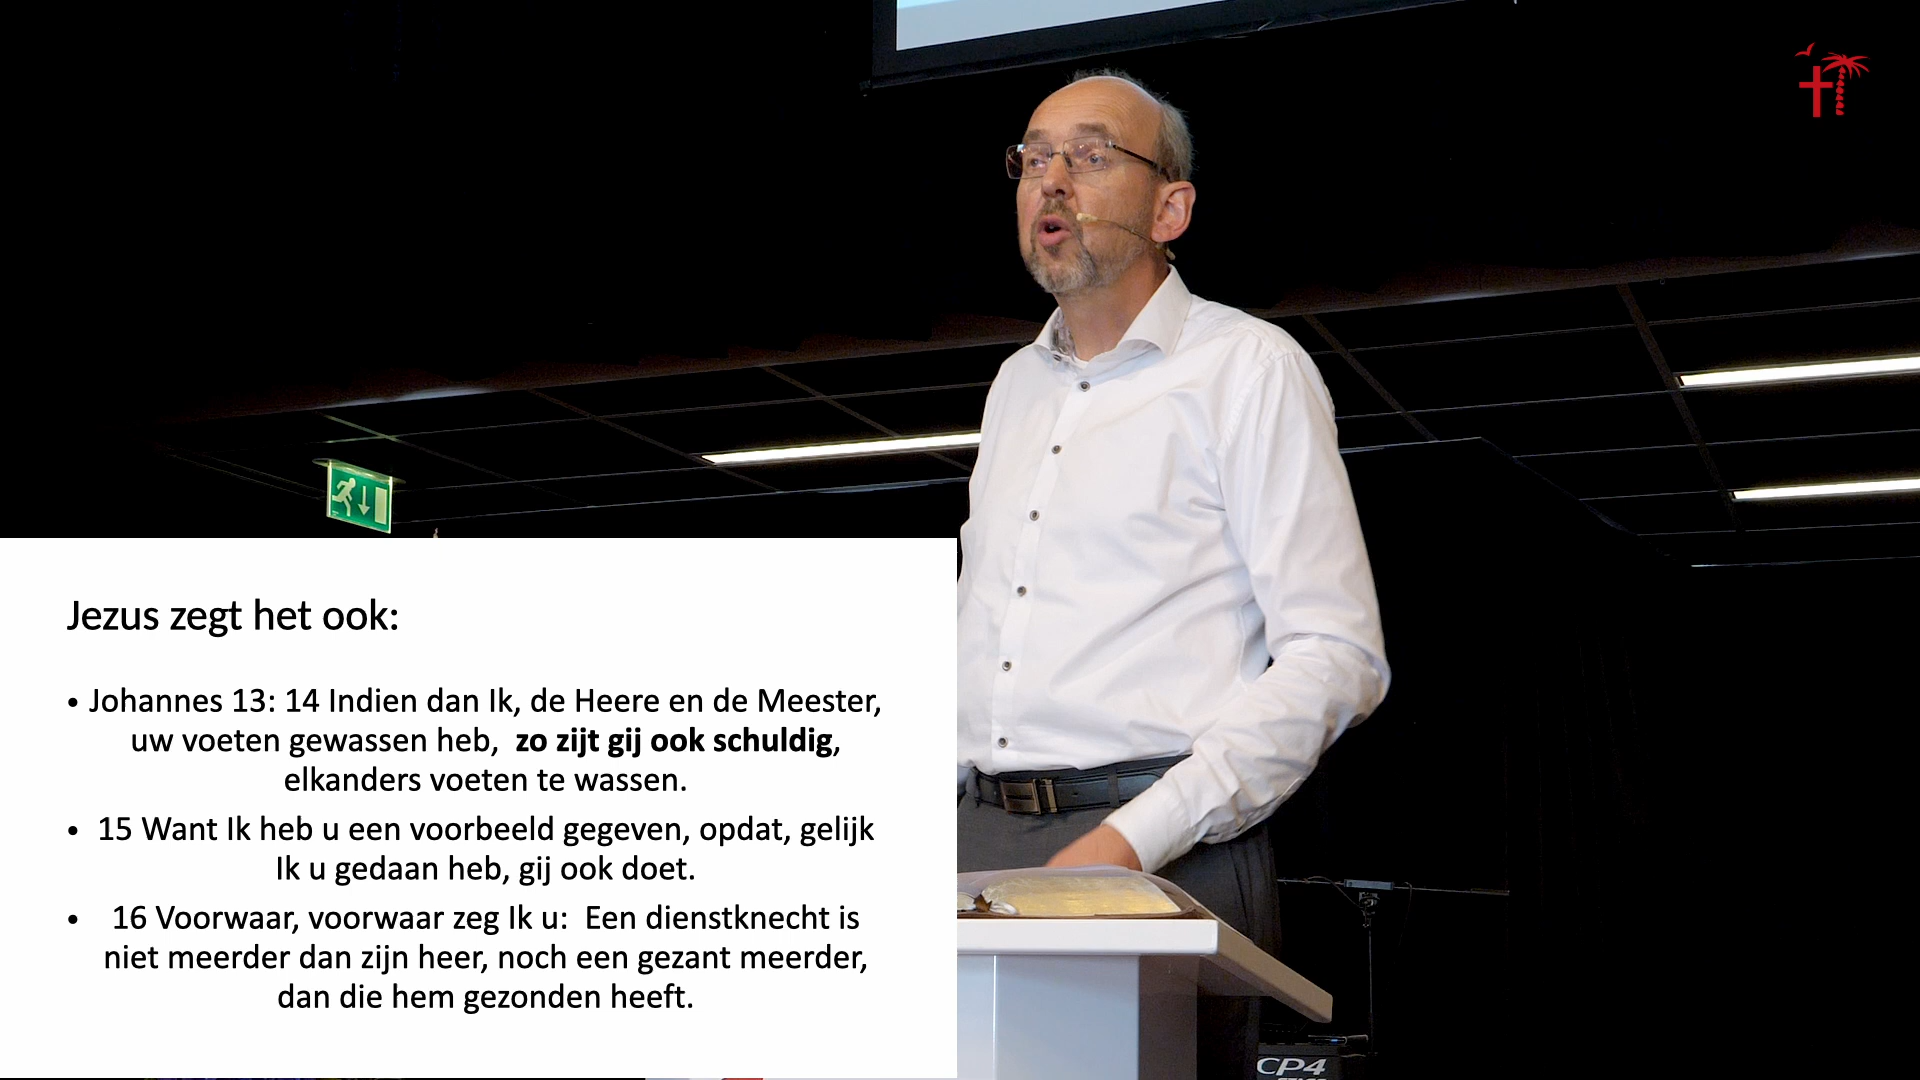 Jezus zegt het ook:
• Johannes 13: 14 Indien dan Ik, de Heere en de Meester,
uw voeten gewassen heb,  zo zijt gij ook schuldig,
elkanders voeten te wassen.
• 15 Want Ik heb u een voorbeeld gegeven, opdat, gelijk
Ik u gedaan heb, gij ook doet.
• 16 Voorwaar, voorwaar zeg Ik u:  Een dienstknecht is
niet meerder dan zijn heer, noch een gezant meerder,
dan die hem gezonden heeft.
CP4